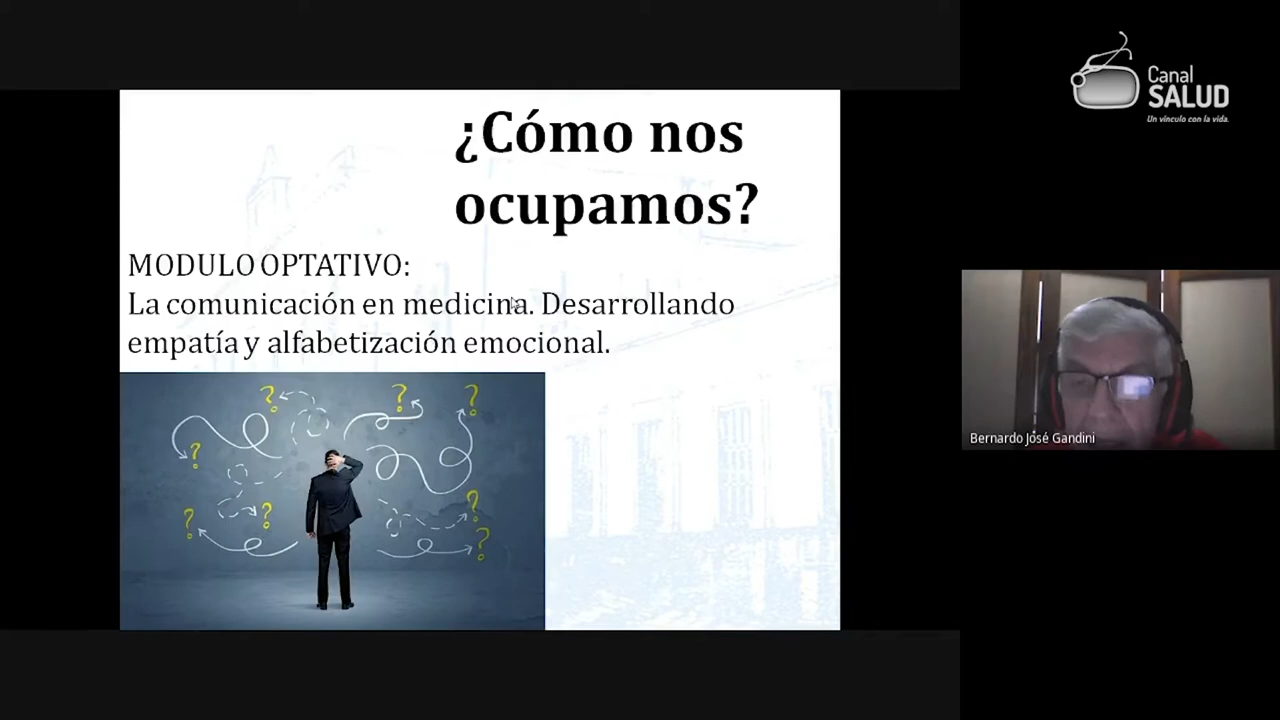 ¿Cómo nos
ocupamos?
MODULO OPTATIVO:
La comunicación en medicina. Desarrollando
empatía y alfabetización emocional.
? ? ?
?
? ? ?
?
Canal
SALUD
Un vínculo con la vida.
Bernardo José Gandini